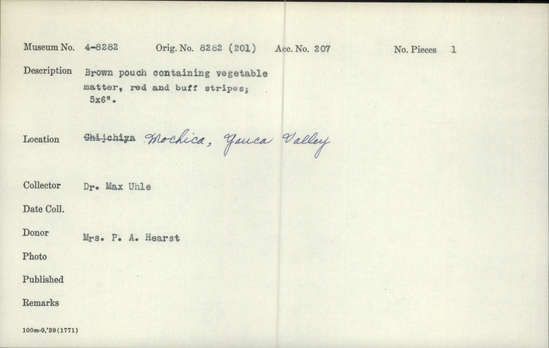 Museum No. 4-8282 Orig. No. 8282 (201) Acc. No. 207 No. Pieces 1
Description Brown pouch containing vegetable
matter, red and buff stripes;
5x6".
Location Chijchiya Mochica, Yauca Valley
Collector Dr. Max Uhle
Date Coll.
Donor Mrs. P. A. Hearst
Photo
Published
Remarks
100m-9,'39(1771)